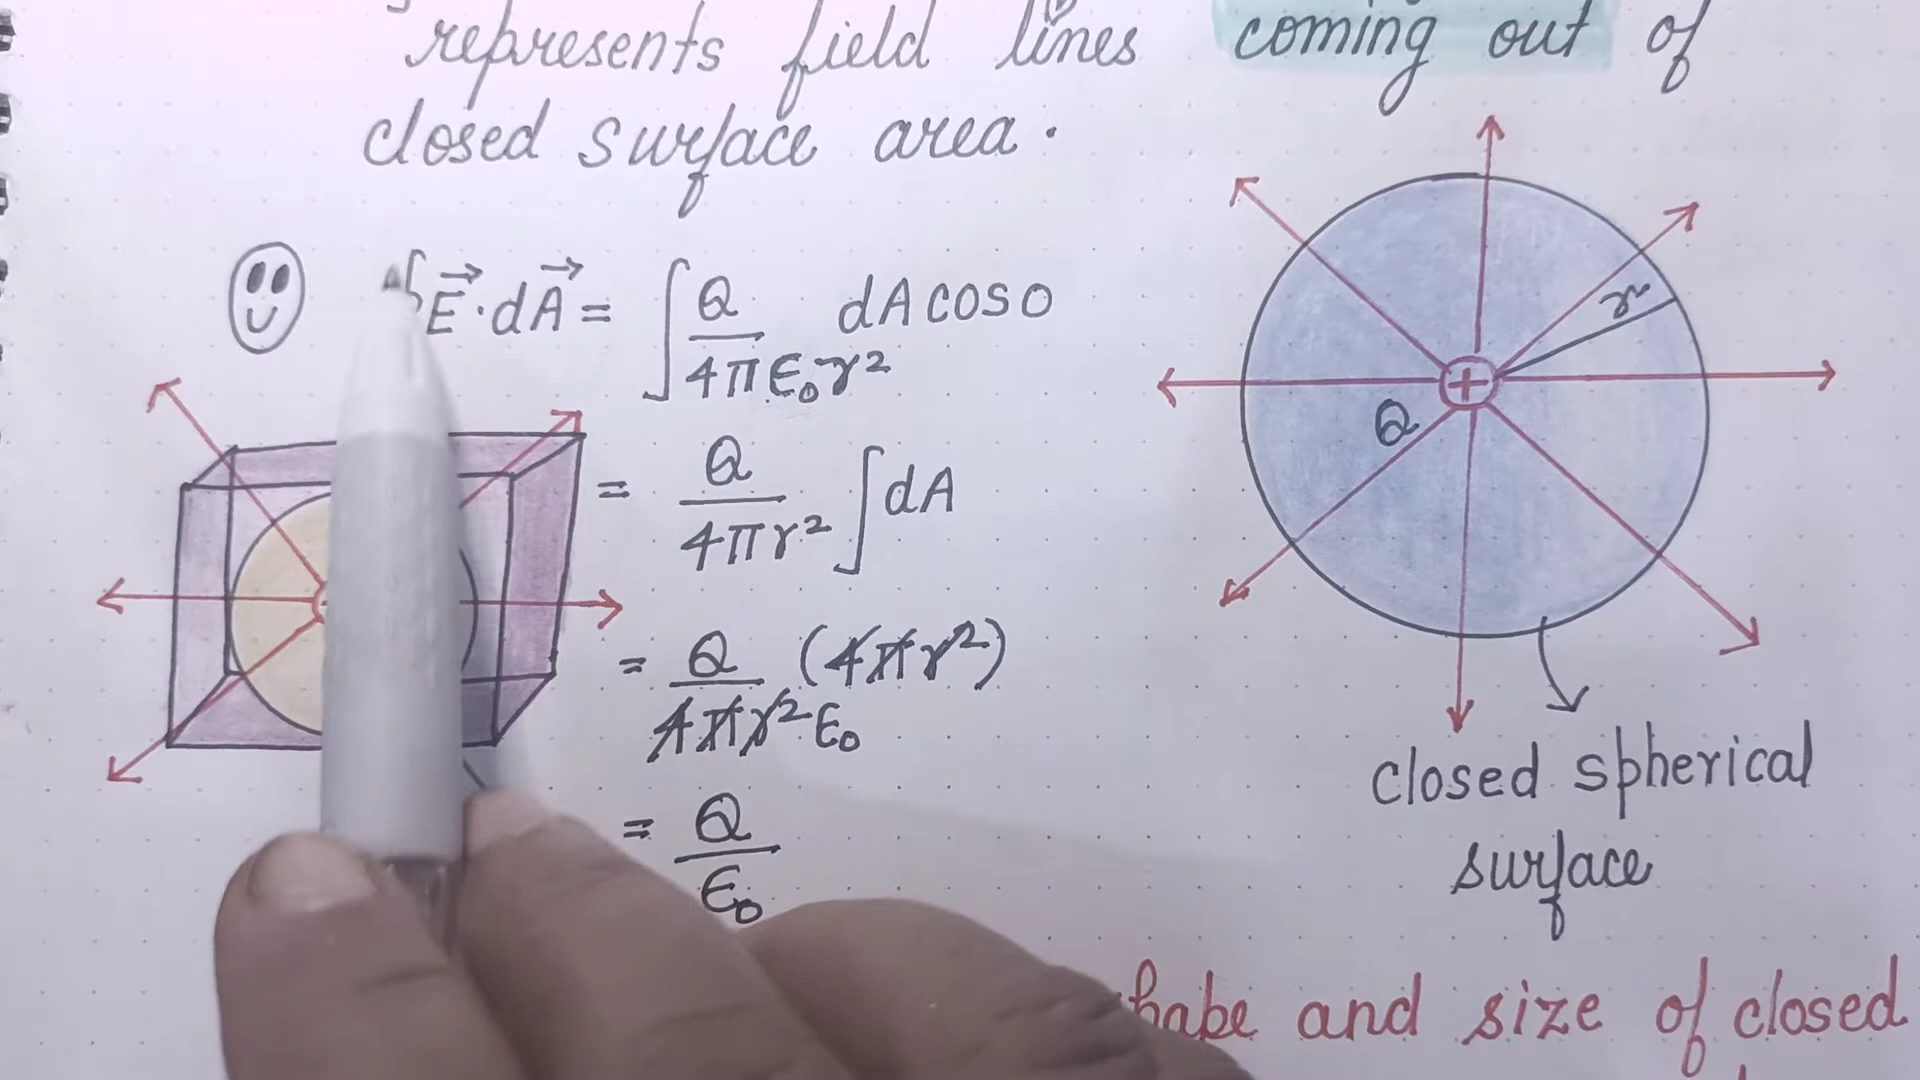 represents field lines coming out of
closed surface area.
∫E⃗·dA⃗ = ∫ Q/4πε₀r² dA cos0
= Q/4πr² ∫dA
= Q/4πr²ε₀ (4πr²)
= Q/ε₀
r
+
Q
closed spherical
surface
and size of closed